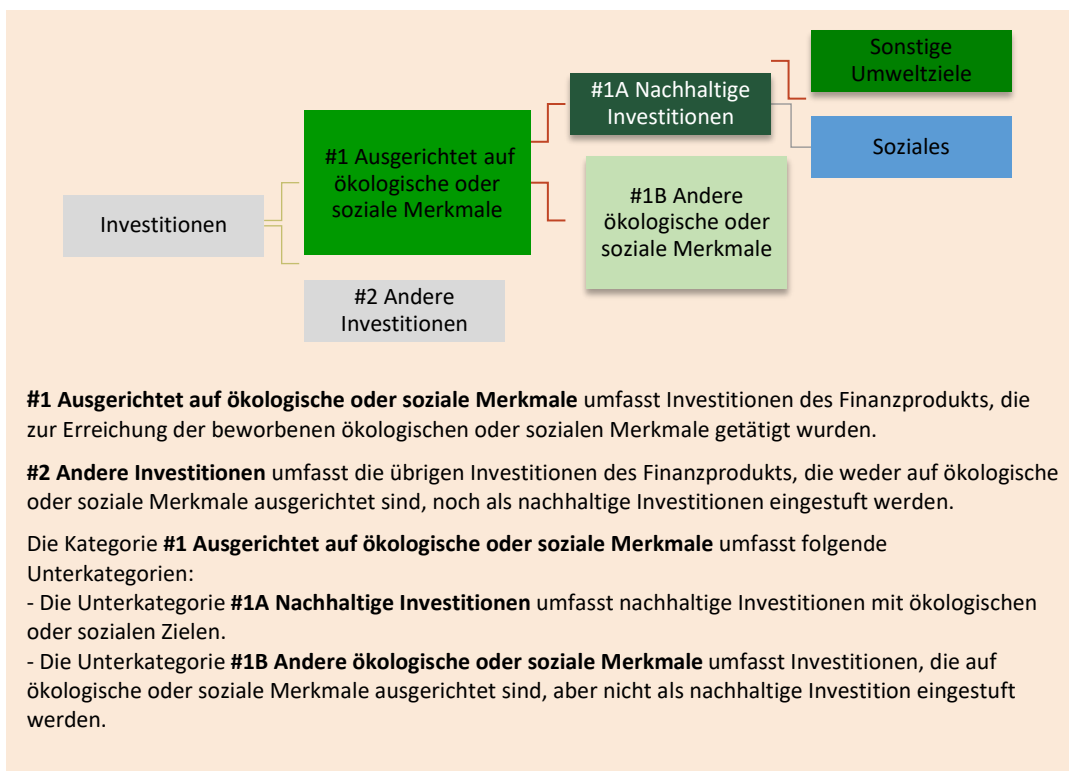 Sonstige
Umweltziele
#1A Nachhaltige
Investitionen
Soziales
#1 Ausgerichtet auf
ökologische oder
soziale Merkmale
#1B Andere
ökologische oder
soziale Merkmale
Investitionen
#2 Andere
Investitionen
#1 Ausgerichtet auf ökologische oder soziale Merkmale umfasst Investitionen des Finanzprodukts, die
zur Erreichung der beworbenen ökologischen oder sozialen Merkmale getätigt wurden.
#2 Andere Investitionen umfasst die übrigen Investitionen des Finanzprodukts, die weder auf ökologische
oder soziale Merkmale ausgerichtet sind, noch als nachhaltige Investitionen eingestuft werden.
Die Kategorie #1 Ausgerichtet auf ökologische oder soziale Merkmale umfasst folgende
Unterkategorien:
- Die Unterkategorie #1A Nachhaltige Investitionen umfasst nachhaltige Investitionen mit ökologischen
oder sozialen Zielen.
- Die Unterkategorie #1B Andere ökologische oder soziale Merkmale umfasst Investitionen, die auf
ökologische oder soziale Merkmale ausgerichtet sind, aber nicht als nachhaltige Investition eingestuft
werden.